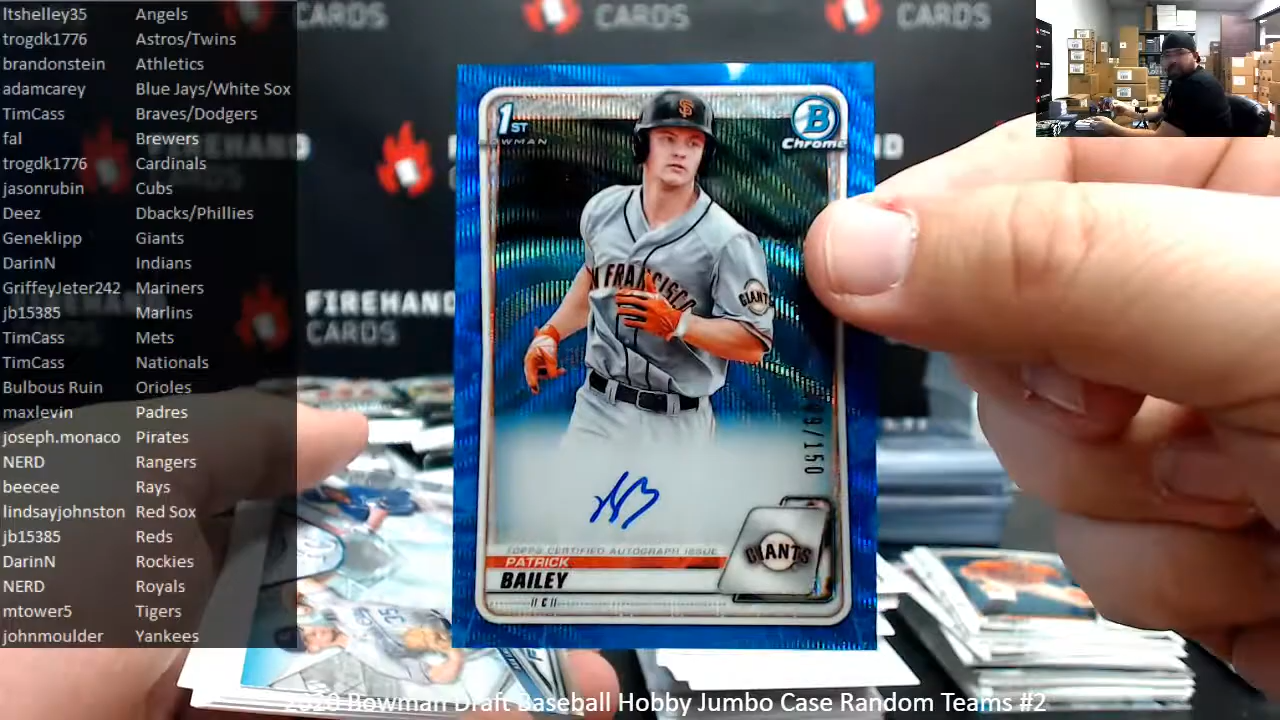 ltshelley35 Angels
trogdk1776 Astros/Twins
brandonstein Athletics
adamcarey Blue Jays/White Sox
TimCass Braves/Dodgers
fal Brewers
trogdk1776 Cardinals
jasonrubin Cubs
Deez Dbacks/Phillies
Geneklipp Giants
DarinN Indians
GriffeyJeter242 Mariners
jb15385 Marlins
TimCass Mets
TimCass Nationals
Bulbous Ruin Orioles
maxlevin Padres
joseph.monaco Pirates
NERD Rangers
beecee Rays
lindsayjohnston Red Sox
jb15385 Reds
DarinN Rockies
NERD Royals
mtower5 Tigers
johnmoulder Yankees
CARDS
CARDS
CARDS
FIREHAND
CARDS
1ST
BOWMAN
B
Chrome
SF
SAN FRANCISCO
GIANTS
/150
TOPPS CERTIFIED AUTOGRAPH ISSUE
PATRICK
BAILEY
|| C ||
GIANTS
2020 Bowman Draft Baseball Hobby Jumbo Case Random Teams #2